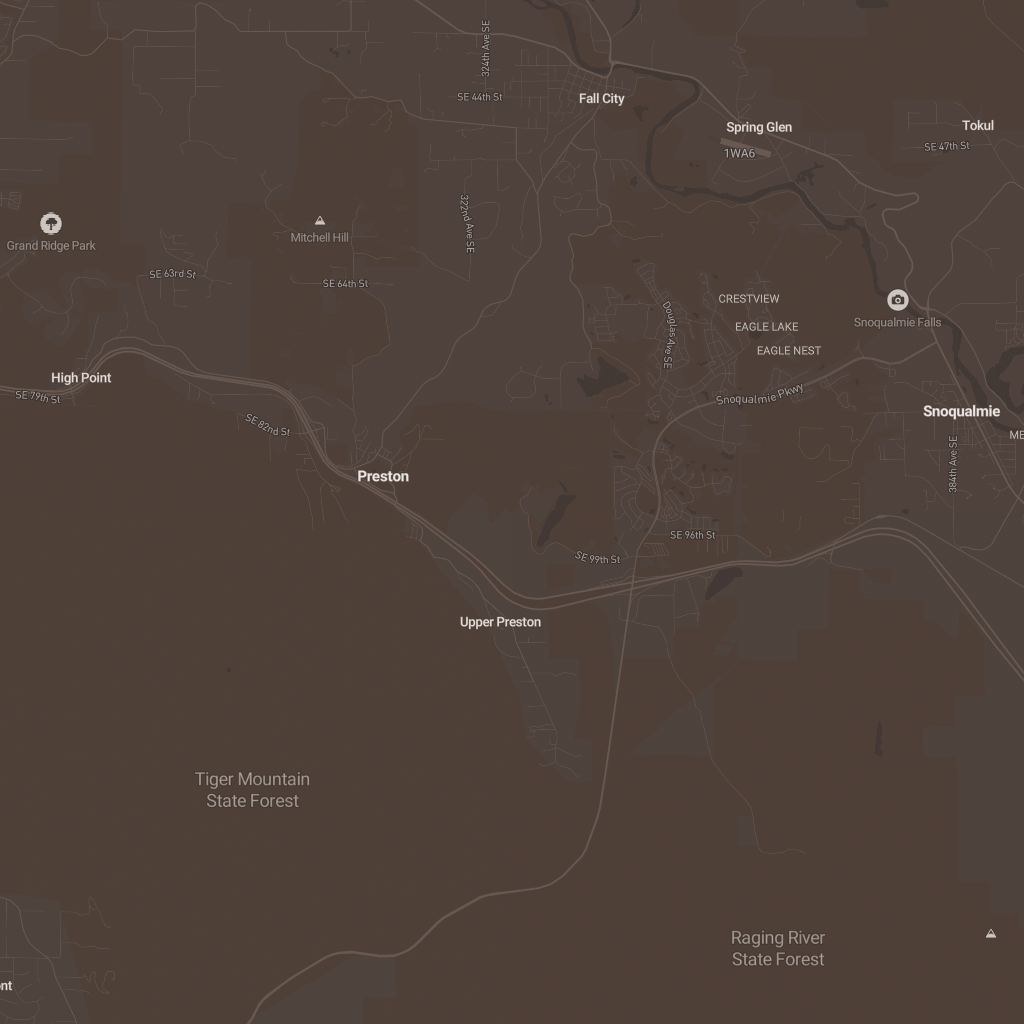 324th Ave SE
SE 44th St
Fall City
Spring Glen
Tokul
SE 47th St
1WA6
322nd Ave SE
Grand Ridge Park
Mitchell Hill
SE 63rd St
SE 64th St
CRESTVIEW
Snoqualmie Falls
Douglas Ave SE
EAGLE LAKE
EAGLE NEST
High Point
SE 79th St
Snoqualmie Pkwy
Snoqualmie
SE 82nd St
ME
384th Ave SE
Preston
SE 96th St
SE 99th St
Upper Preston
Tiger Mountain
State Forest
Raging River
State Forest
nt